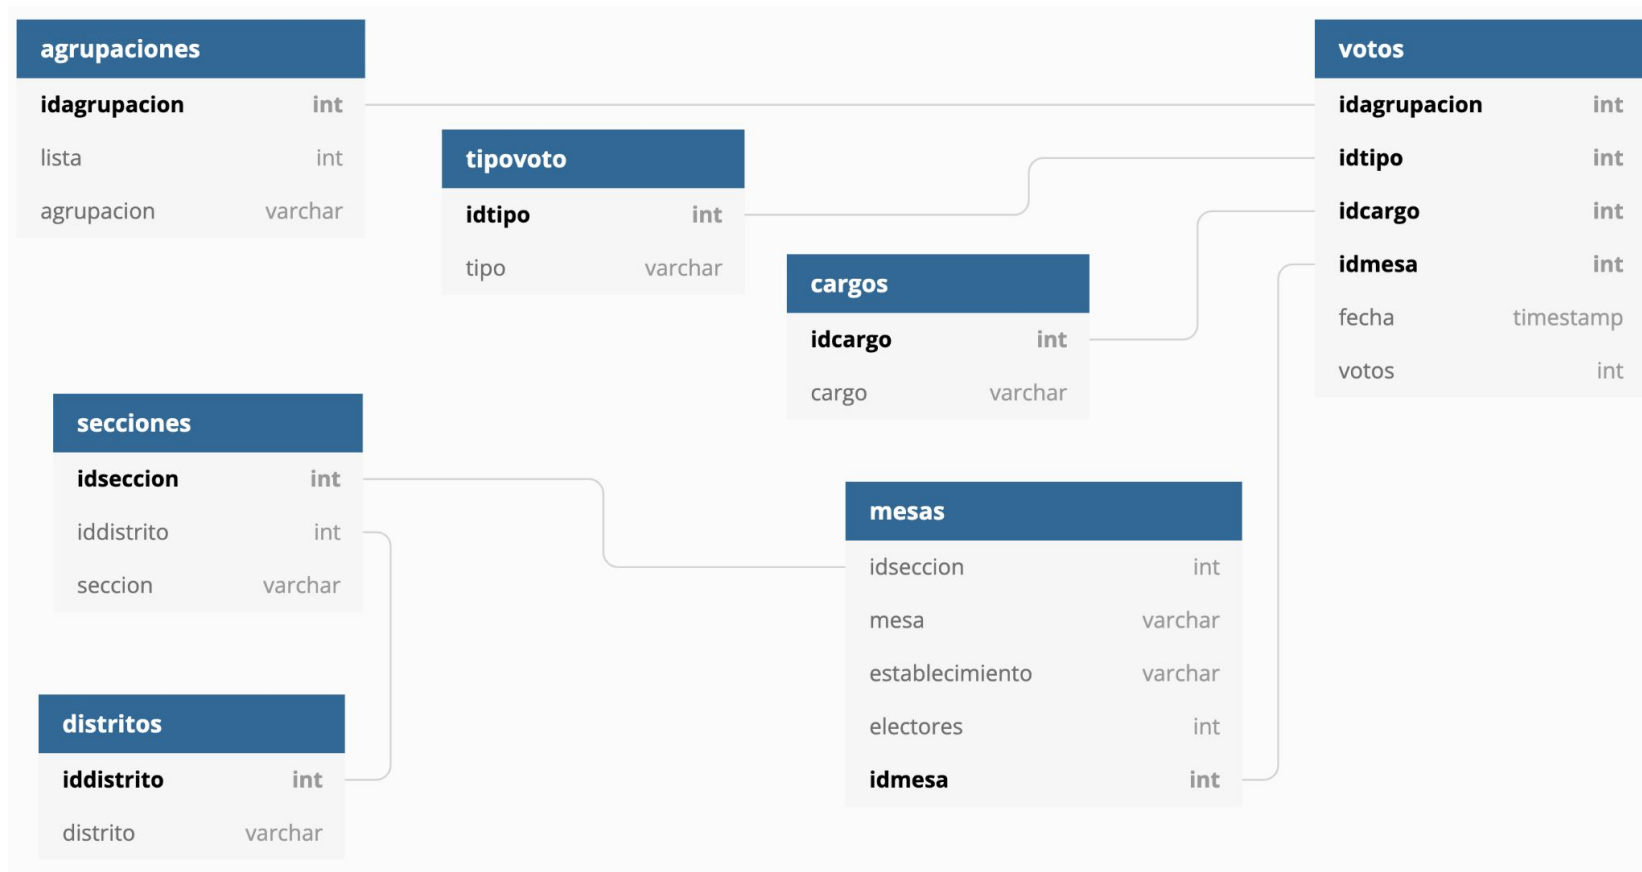 agrupaciones
idagrupacion int
lista int
agrupacion varchar
tipovoto
idtipo int
tipo varchar
cargos
idcargo int
cargo varchar
votos
idagrupacion int
idtipo int
idcargo int
idmesa int
fecha timestamp
votos int
secciones
idseccion int
iddistrito int
seccion varchar
mesas
idseccion int
mesa varchar
establecimiento varchar
electores int
idmesa int
distritos
iddistrito int
distrito varchar